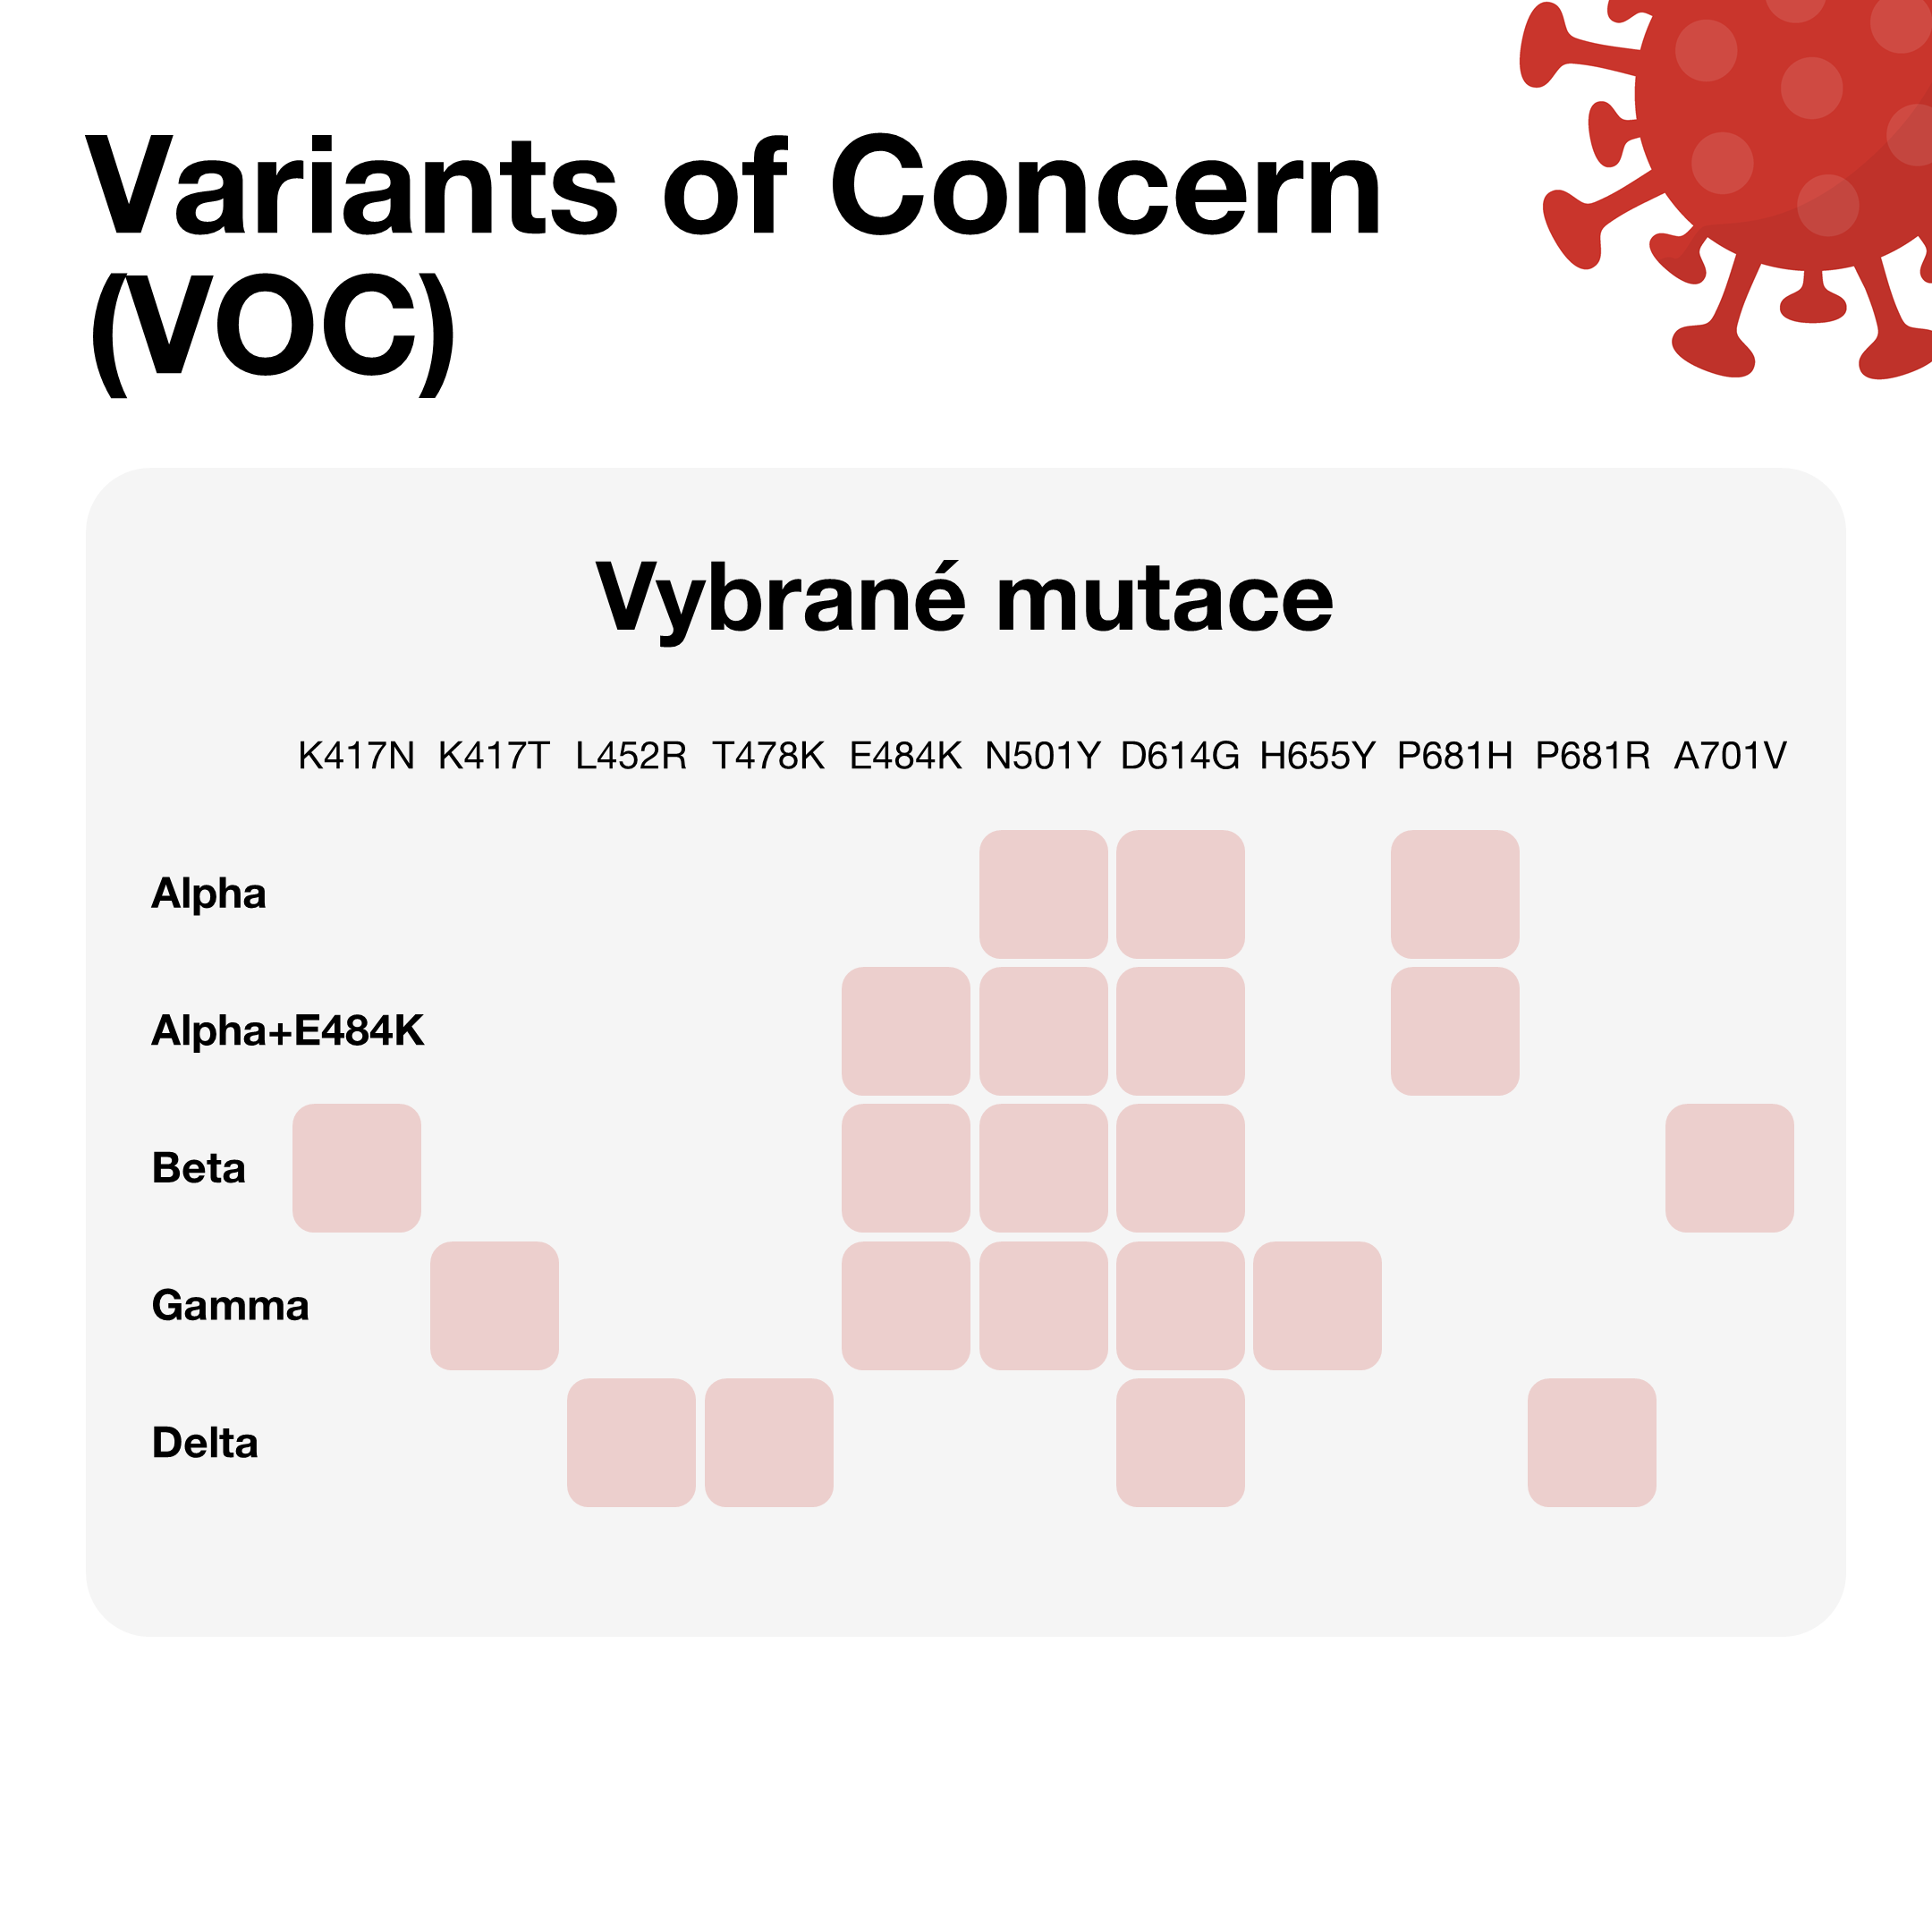 Variants of Concern
(VOC)
Vybrané mutace
K417N K417T L452R T478K E484K N501Y D614G H655Y P681H P681R A701V
Alpha
Alpha+E484K
Beta
Gamma
Delta